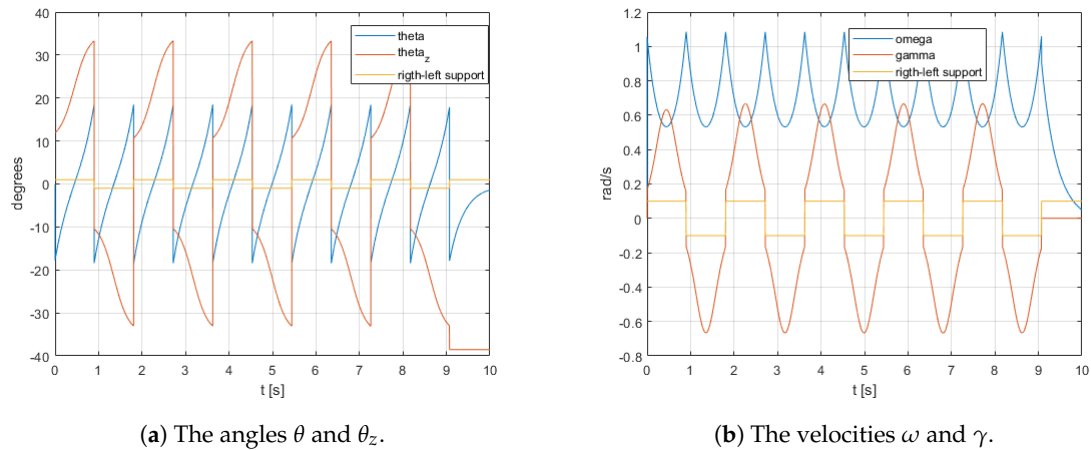 40
30
20
10
0
-10
-20
-30
-40
degrees
theta
theta_z
rigth-left support
0 1 2 3 4 5 6 7 8 9 10
t [s]
(a) The angles θ and θ_z.
1.2
1
0.8
0.6
0.4
0.2
0
-0.2
-0.4
-0.6
-0.8
rad/s
omega
gamma
rigth-left support
0 1 2 3 4 5 6 7 8 9 10
t [s]
(b) The velocities ω and γ.